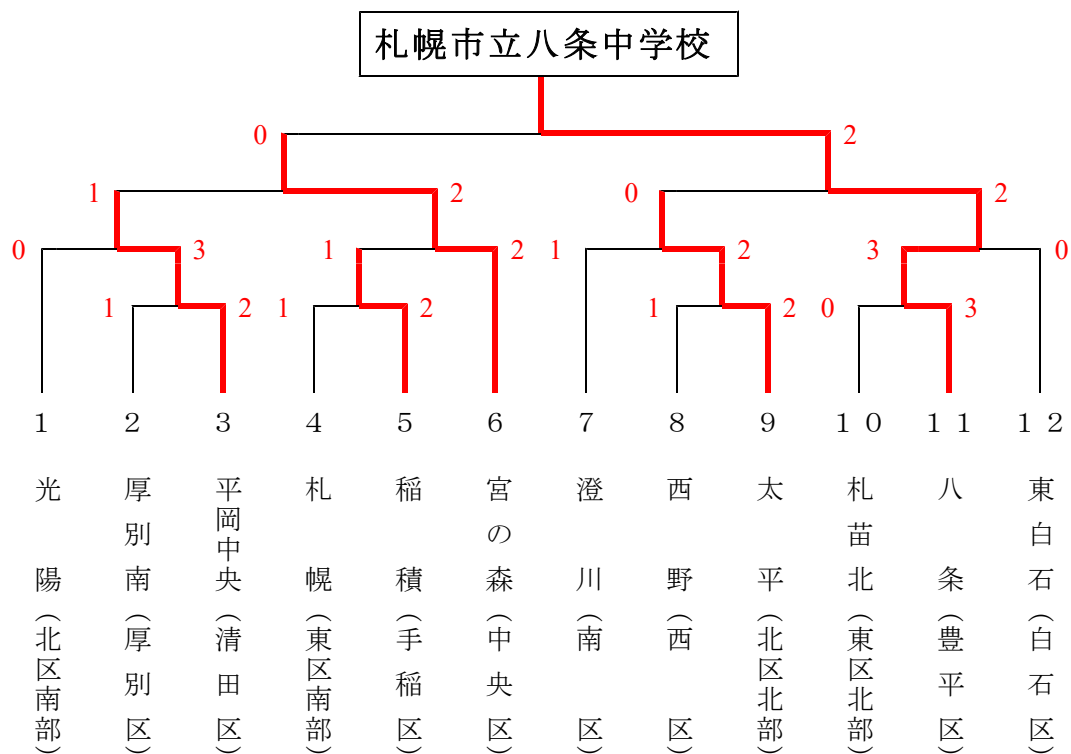 札幌市立八条中学校
0 2
1 2 0 2
0 3 1 2 1 2 3 0
1 2 1 2 1 2 0 3
1 2 3 4 5 6 7 8 9 10 11 12
光陽(北区南部)
厚別南(厚別区)
平岡中央(清田区)
札幌(東区南部)
稲積(手稲区)
宮の森(中央区)
澄川(南区)
西野(西区)
太平(北区北部)
札苗北(東区北部)
八条(豊平区)
東白石(白石区)